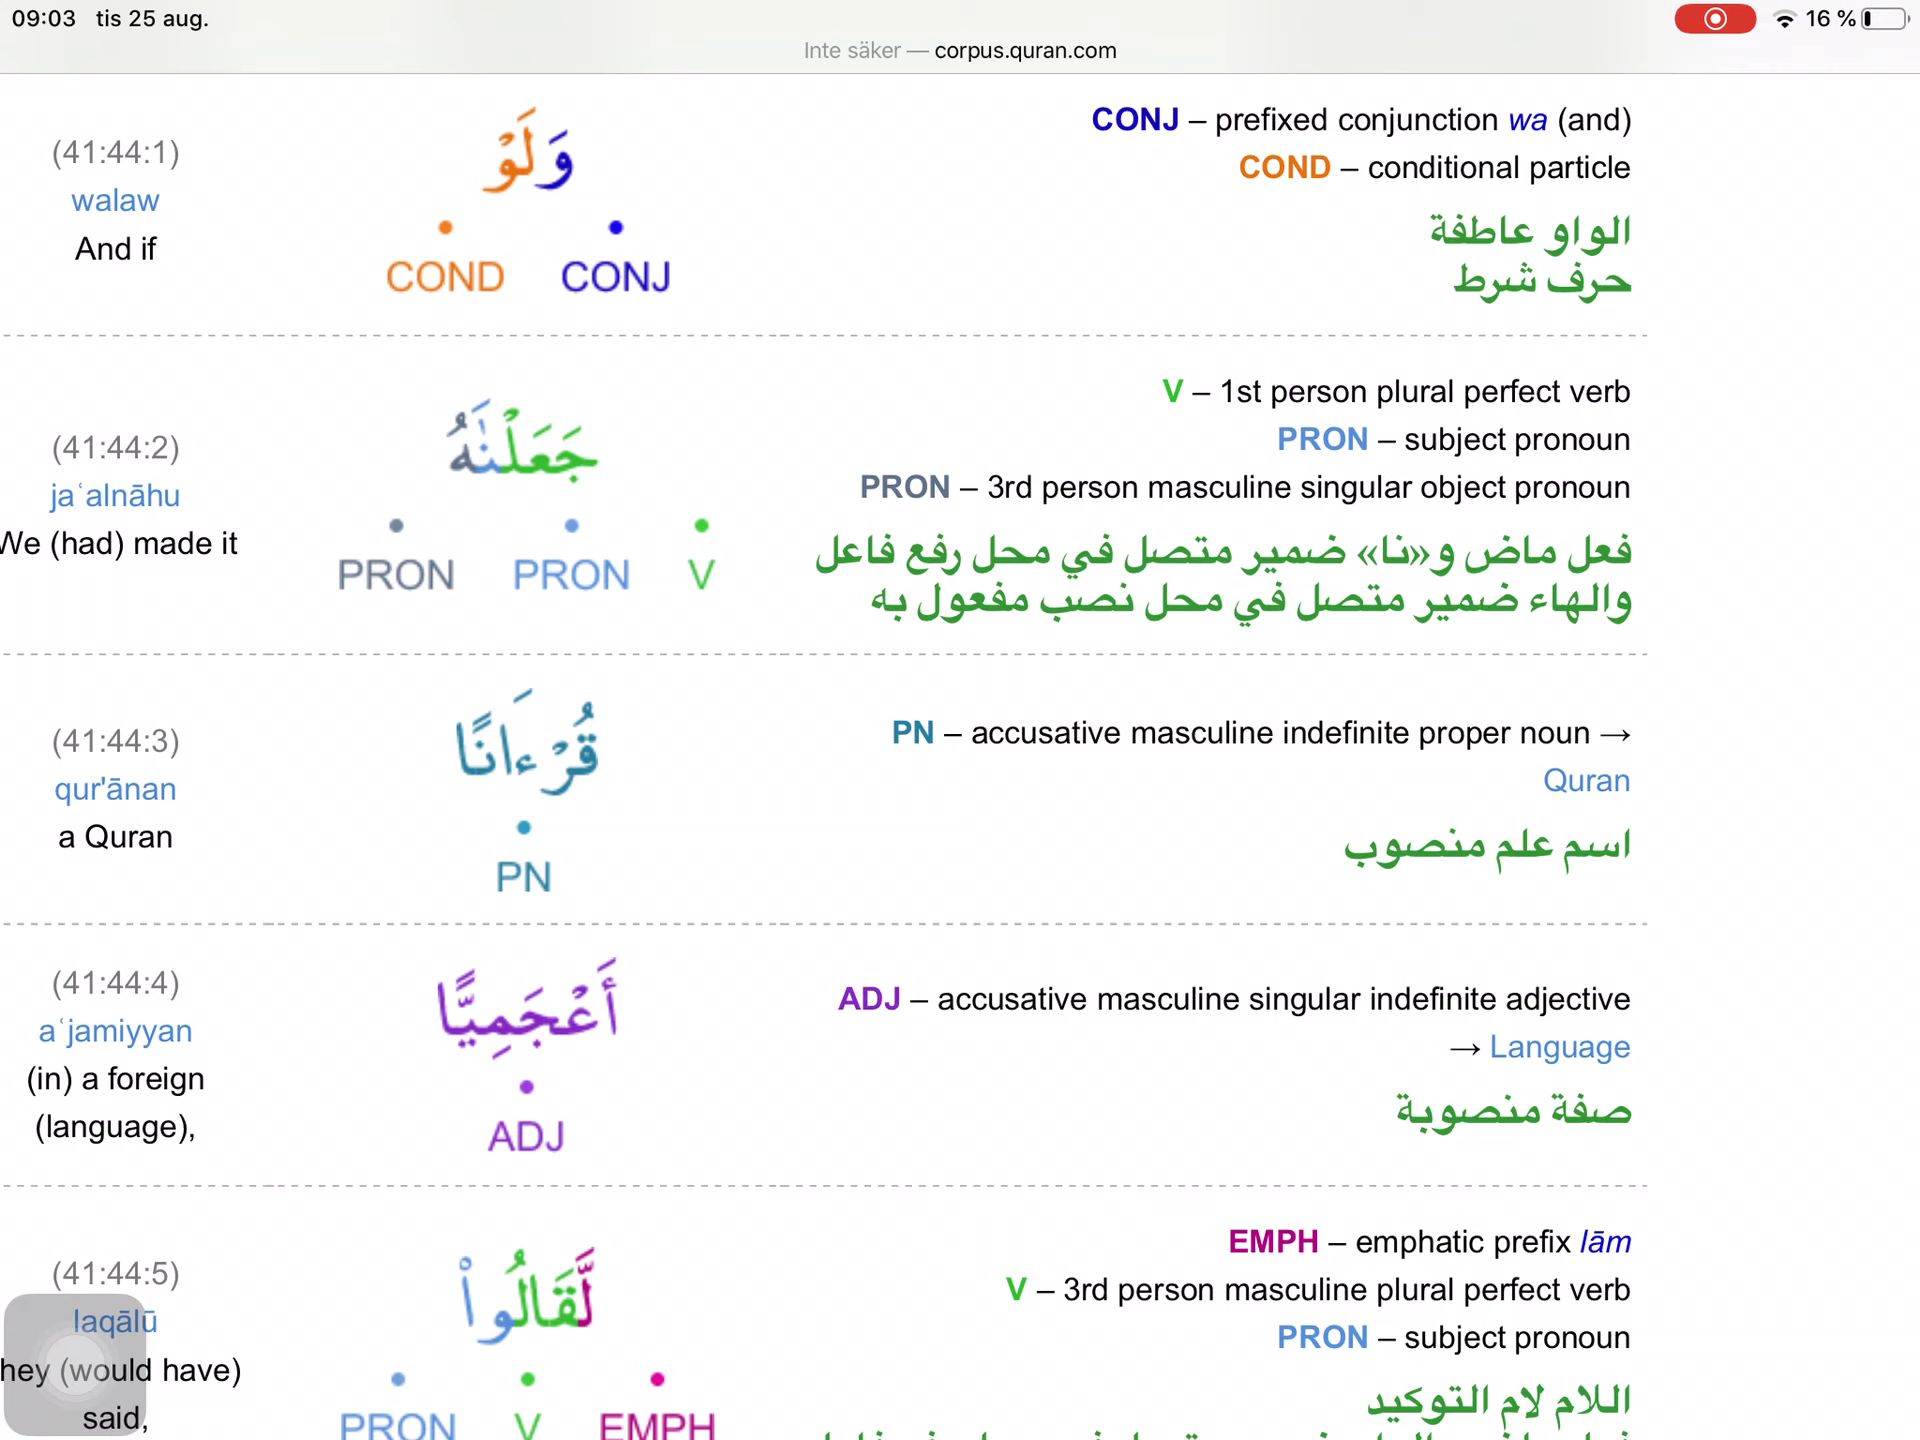 09:03 tis 25 aug.
16 %
Inte säker — corpus.quran.com
(41:44:1)
walaw
And if
وَلَوْ
COND CONJ
CONJ – prefixed conjunction wa (and)
COND – conditional particle
الواو عاطفة
حرف شرط
(41:44:2)
jaʿalnāhu
We (had) made it
جَعَلْنَٰهُ
PRON PRON V
V – 1st person plural perfect verb
PRON – subject pronoun
PRON – 3rd person masculine singular object pronoun
فعل ماض و«نا» ضمير متصل في محل رفع فاعل
والهاء ضمير متصل في محل نصب مفعول به
(41:44:3)
qur'ānan
a Quran
قُرْءَانًا
PN
PN – accusative masculine indefinite proper noun →
Quran
اسم علم منصوب
(41:44:4)
aʿjamiyyan
(in) a foreign
(language),
أَعْجَمِيًّا
ADJ
ADJ – accusative masculine singular indefinite adjective
→ Language
صفة منصوبة
(41:44:5)
laqālū
hey (would have)
said,
لَّقَالُوا۟
PRON V EMPH
EMPH – emphatic prefix lām
V – 3rd person masculine plural perfect verb
PRON – subject pronoun
اللام لام التوكيد